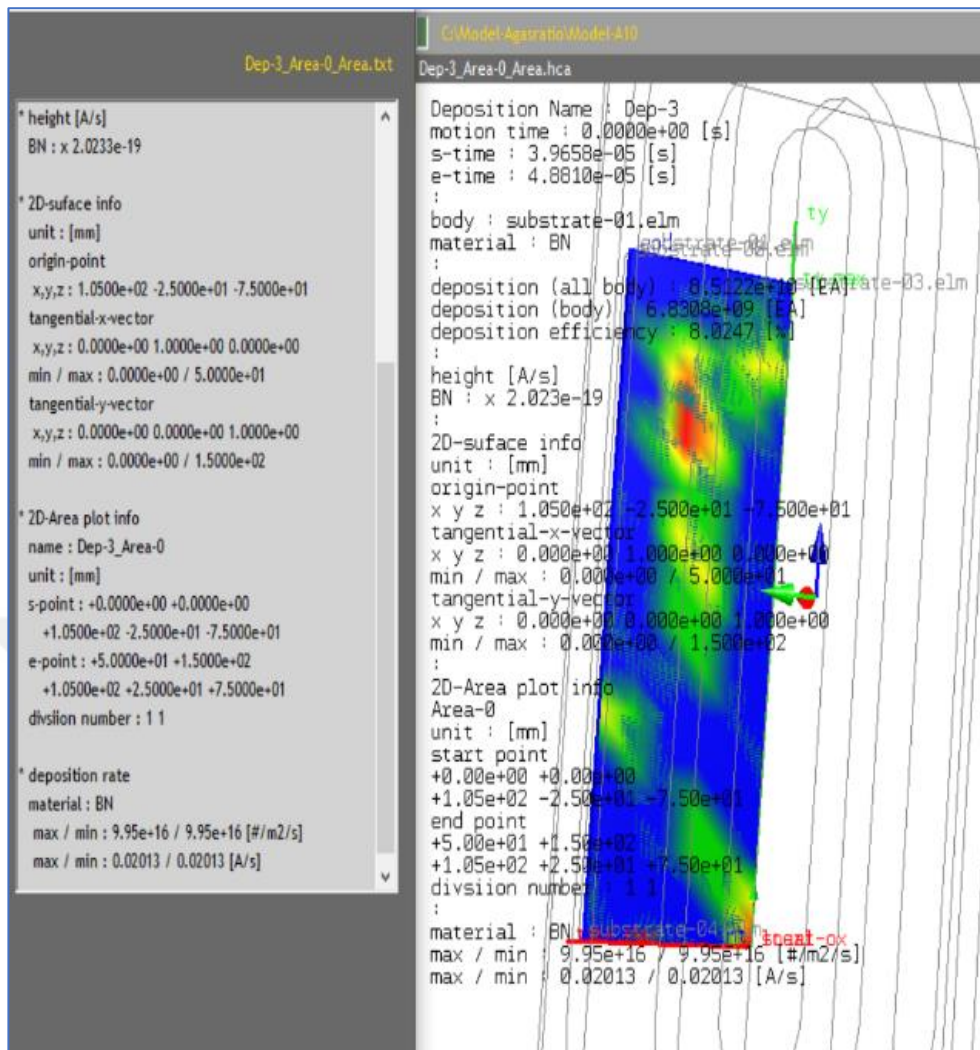 Dep-3_Area-0_Area.txt
* height [A/s]
BN : x 2.0233e-19
* 2D-suface info
unit : [mm]
origin-point
x,y,z : 1.0500e+02 -2.5000e+01 -7.5000e+01
tangential-x-vector
x,y,z : 0.0000e+00 1.0000e+00 0.0000e+00
min / max : 0.0000e+00 / 5.0000e+01
tangential-y-vector
x,y,z : 0.0000e+00 0.0000e+00 1.0000e+00
min / max : 0.0000e+00 / 1.5000e+02
* 2D-Area plot info
name : Dep-3_Area-0
unit : [mm]
s-point : +0.0000e+00 +0.0000e+00
+1.0500e+02 -2.5000e+01 -7.5000e+01
e-point : +5.0000e+01 +1.5000e+02
+1.0500e+02 +2.5000e+01 +7.5000e+01
divsiion number : 1 1
* deposition rate
material : BN
max / min : 9.95e+16 / 9.95e+16 [#/m2/s]
max / min : 0.02013 / 0.02013 [A/s]
C:\Model-Agasratio\Model-A10
Dep-3_Area-0_Area.hca
Deposition Name : Dep-3
motion time : 0.0000e+00 [s]
s-time : 3.9658e-05 [s]
e-time : 4.8810e-05 [s]
:
body : substrate-01.elm
material : BN
:
deposition (all body) : 8.5122e+10 [EA]
deposition (body) : 6.8308e+09 [EA]
deposition efficiency : 8.0247 [%]
:
height [A/s]
BN : x 2.023e-19
:
2D-suface info
unit : [mm]
origin-point
x y z : 1.050e+02 -2.500e+01 -7.500e+01
tangential-x-vector
x y z : 0.000e+00 1.000e+00 0.000e+00
min / max : 0.000e+00 / 5.000e+01
tangential-y-vector
x y z : 0.000e+00 0.000e+00 1.000e+00
min / max : 0.000e+00 / 1.500e+02
:
2D-Area plot info
Area-0
unit : [mm]
start point
+0.00e+00 +0.00e+00
+1.05e+02 -2.50e+01 -7.50e+01
end point
+5.00e+01 +1.50e+02
+1.05e+02 +2.50e+01 +7.50e+01
divsiion number : 1 1
:
material : BN
max / min : 9.95e+16 / 9.95e+16 [#/m2/s]
max / min : 0.02013 / 0.02013 [A/s]
ty
substrate-03.elm